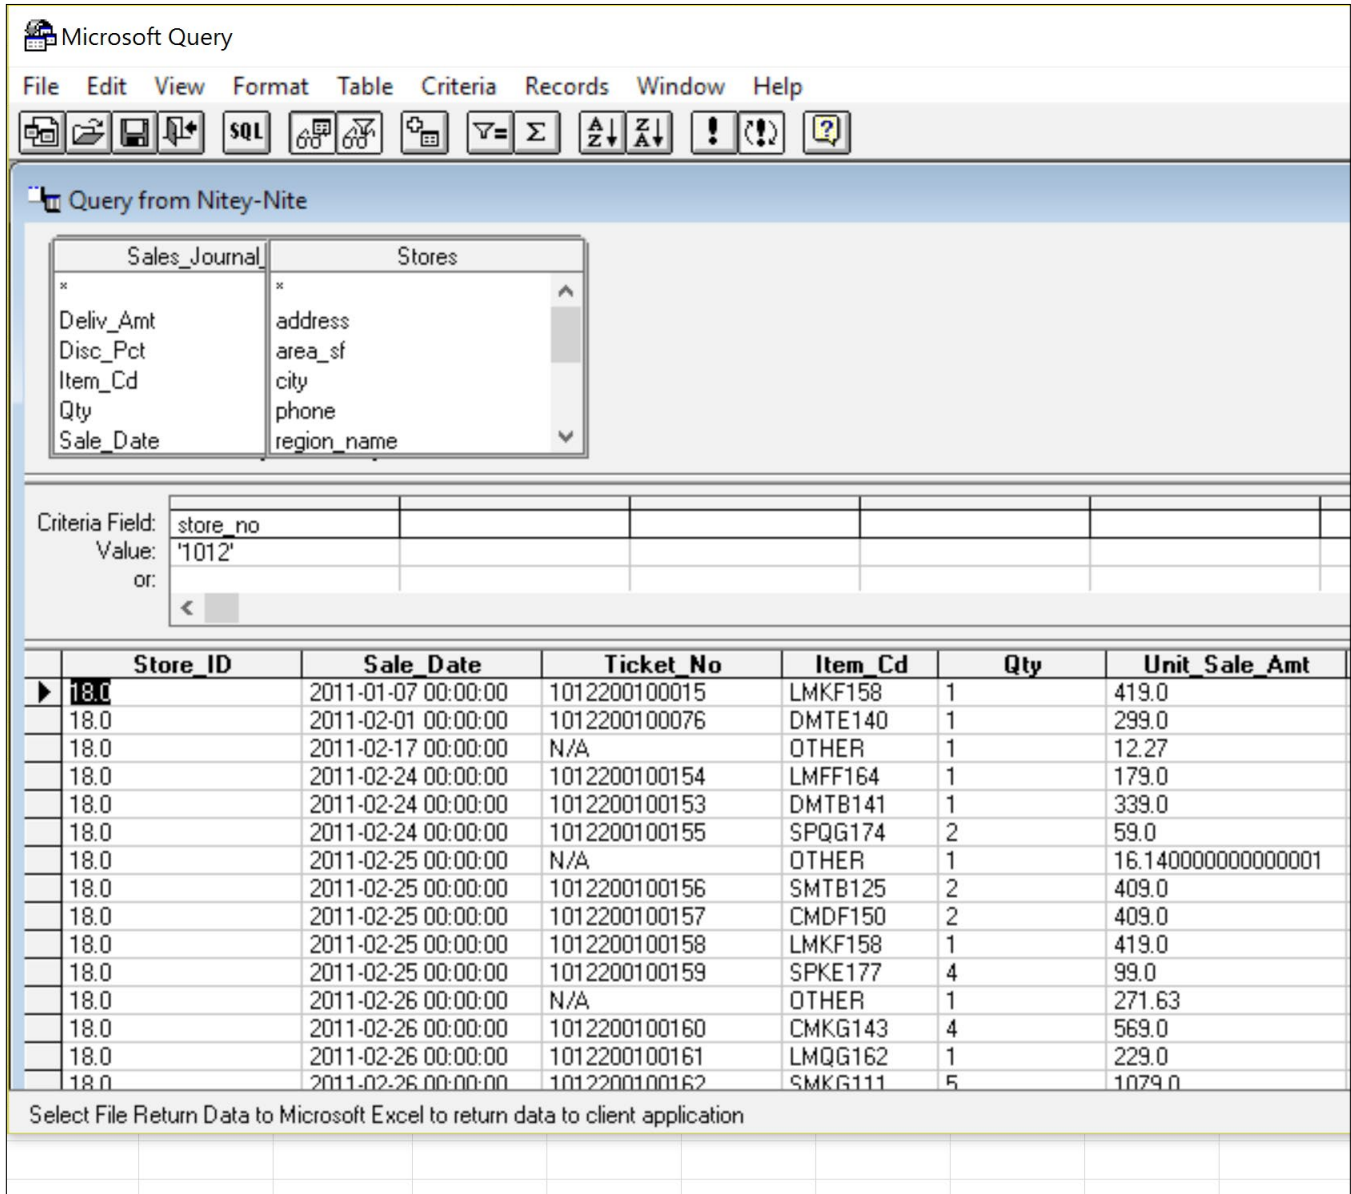 Microsoft Query
File Edit View Format Table Criteria Records Window Help
SQL A Z Z A
Query from Nitey-Nite
Sales_Journal_ Stores
* *
Deliv_Amt address
Disc_Pct area_sf
Item_Cd city
Qty phone
Sale_Date region_name
Criteria Field: store_no
Value: '1012'
or:
Store_ID Sale_Date Ticket_No Item_Cd Qty Unit_Sale_Amt
18.0 2011-01-07 00:00:00 1012200100015 LMKF158 1 419.0
18.0 2011-02-01 00:00:00 1012200100076 DMTE140 1 299.0
18.0 2011-02-17 00:00:00 N/A OTHER 1 12.27
18.0 2011-02-24 00:00:00 1012200100154 LMFF164 1 179.0
18.0 2011-02-24 00:00:00 1012200100153 DMTB141 1 339.0
18.0 2011-02-24 00:00:00 1012200100155 SPQG174 2 59.0
18.0 2011-02-25 00:00:00 N/A OTHER 1 16.140000000000001
18.0 2011-02-25 00:00:00 1012200100156 SMTB125 2 409.0
18.0 2011-02-25 00:00:00 1012200100157 CMDF150 2 409.0
18.0 2011-02-25 00:00:00 1012200100158 LMKF158 1 419.0
18.0 2011-02-25 00:00:00 1012200100159 SPKE177 4 99.0
18.0 2011-02-26 00:00:00 N/A OTHER 1 271.63
18.0 2011-02-26 00:00:00 1012200100160 CMKG143 4 569.0
18.0 2011-02-26 00:00:00 1012200100161 LMQG162 1 229.0
18.0 2011-02-26 00:00:00 1012200100162 SMKG111 5 1079.0
Select File Return Data to Microsoft Excel to return data to client application